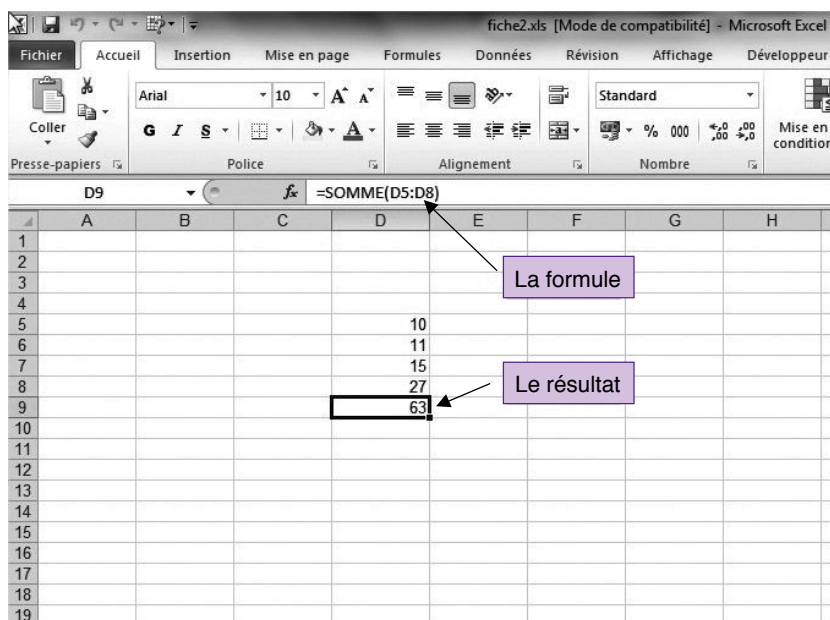 fiche2.xls [Mode de compatibilité] - Microsoft Excel
Fichier Accueil Insertion Mise en page Formules Données Révision Affichage Développeur
Coller Arial 10 A A Standard
G I S A % 000 ,00 ,00 Mise en
condition
Presse-papiers Police Alignement Nombre
D9 fx =SOMME(D5:D8)
A B C D E F G H
1
2
3 La formule
4
5 10
6 11
7 15
8 27 Le résultat
9 63
10
11
12
13
14
15
16
17
18
19